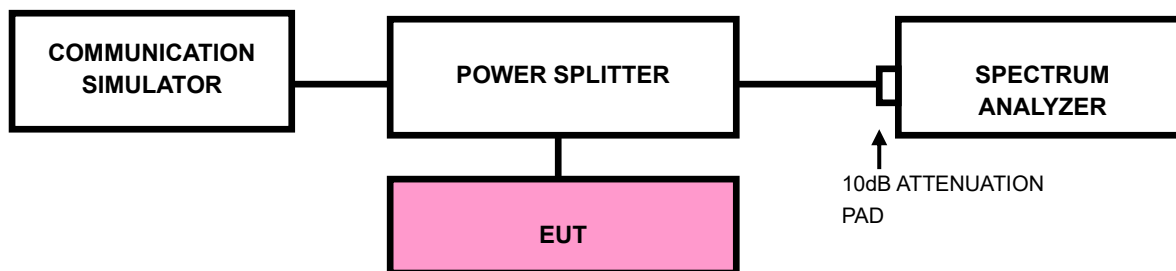 COMMUNICATION
SIMULATOR
POWER SPLITTER
SPECTRUM
ANALYZER
10dB ATTENUATION
PAD
EUT